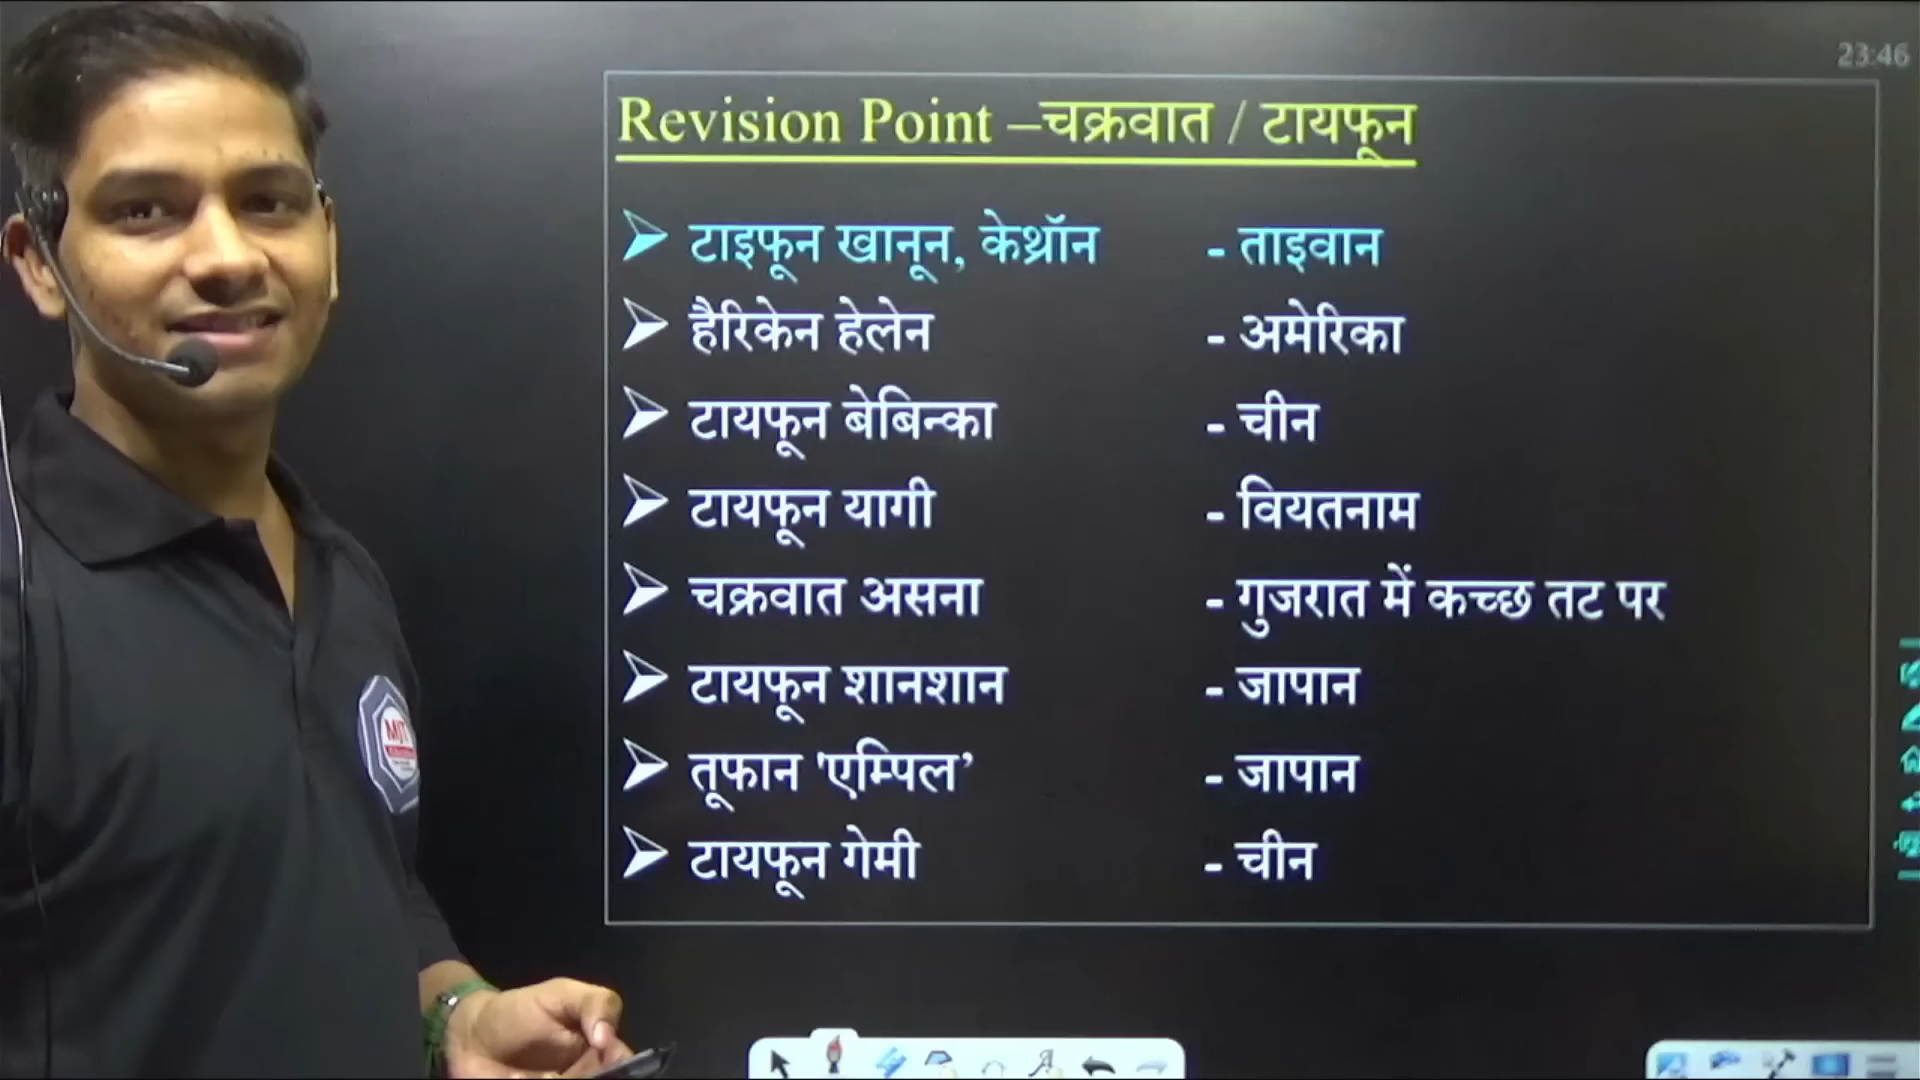 23:46
Revision Point –चक्रवात / टायफून
टाइफून खानून, केथ्रॉन - ताइवान
हैरिकेन हेलेन - अमेरिका
टायफून बेबिन्का - चीन
टायफून यागी - वियतनाम
चक्रवात असना - गुजरात में कच्छ तट पर
टायफून शानशान - जापान
तूफान 'एम्पिल’ - जापान
टायफून गेमी - चीन
MJT